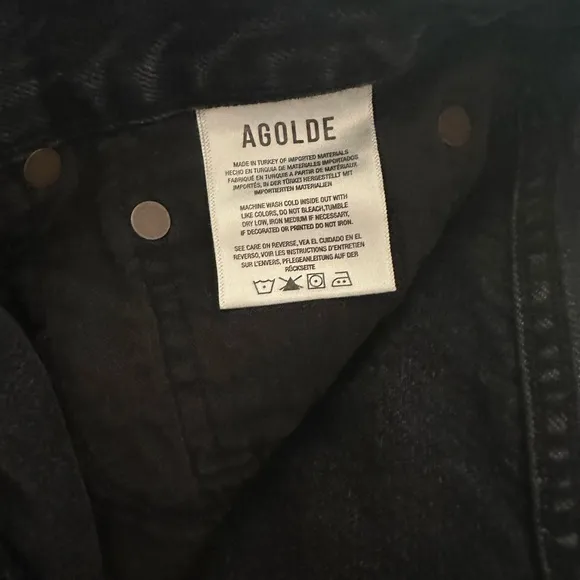 AGOLDE
MADE IN TURKEY OF IMPORTED MATERIALS
HECHO EN TURQUIA DE MATERIALES IMPORTADOS
FABRIQUÉ EN TURQUIE A PARTIR DE MATÉRIAUX
IMPORTÉS, IN DER TÜRKEI HERGESTELLT MIT
IMPORTIERTEN MATERIALIEN
MACHINE WASH COLD INSIDE OUT WITH
LIKE COLORS, DO NOT BLEACH,TUMBLE
DRY LOW, IRON MEDIUM IF NECESSARY,
IF DECORATED OR PRINTED DO NOT IRON.
SEE CARE ON REVERSE, VEA EL CUIDADO EN EL
REVERSO, VOIR LES INSTRUCTIONS D'ENTRETIEN
SUR L'ENVERS, PFLEGEANLEITUNG AUF DER
RÜCKSEITE